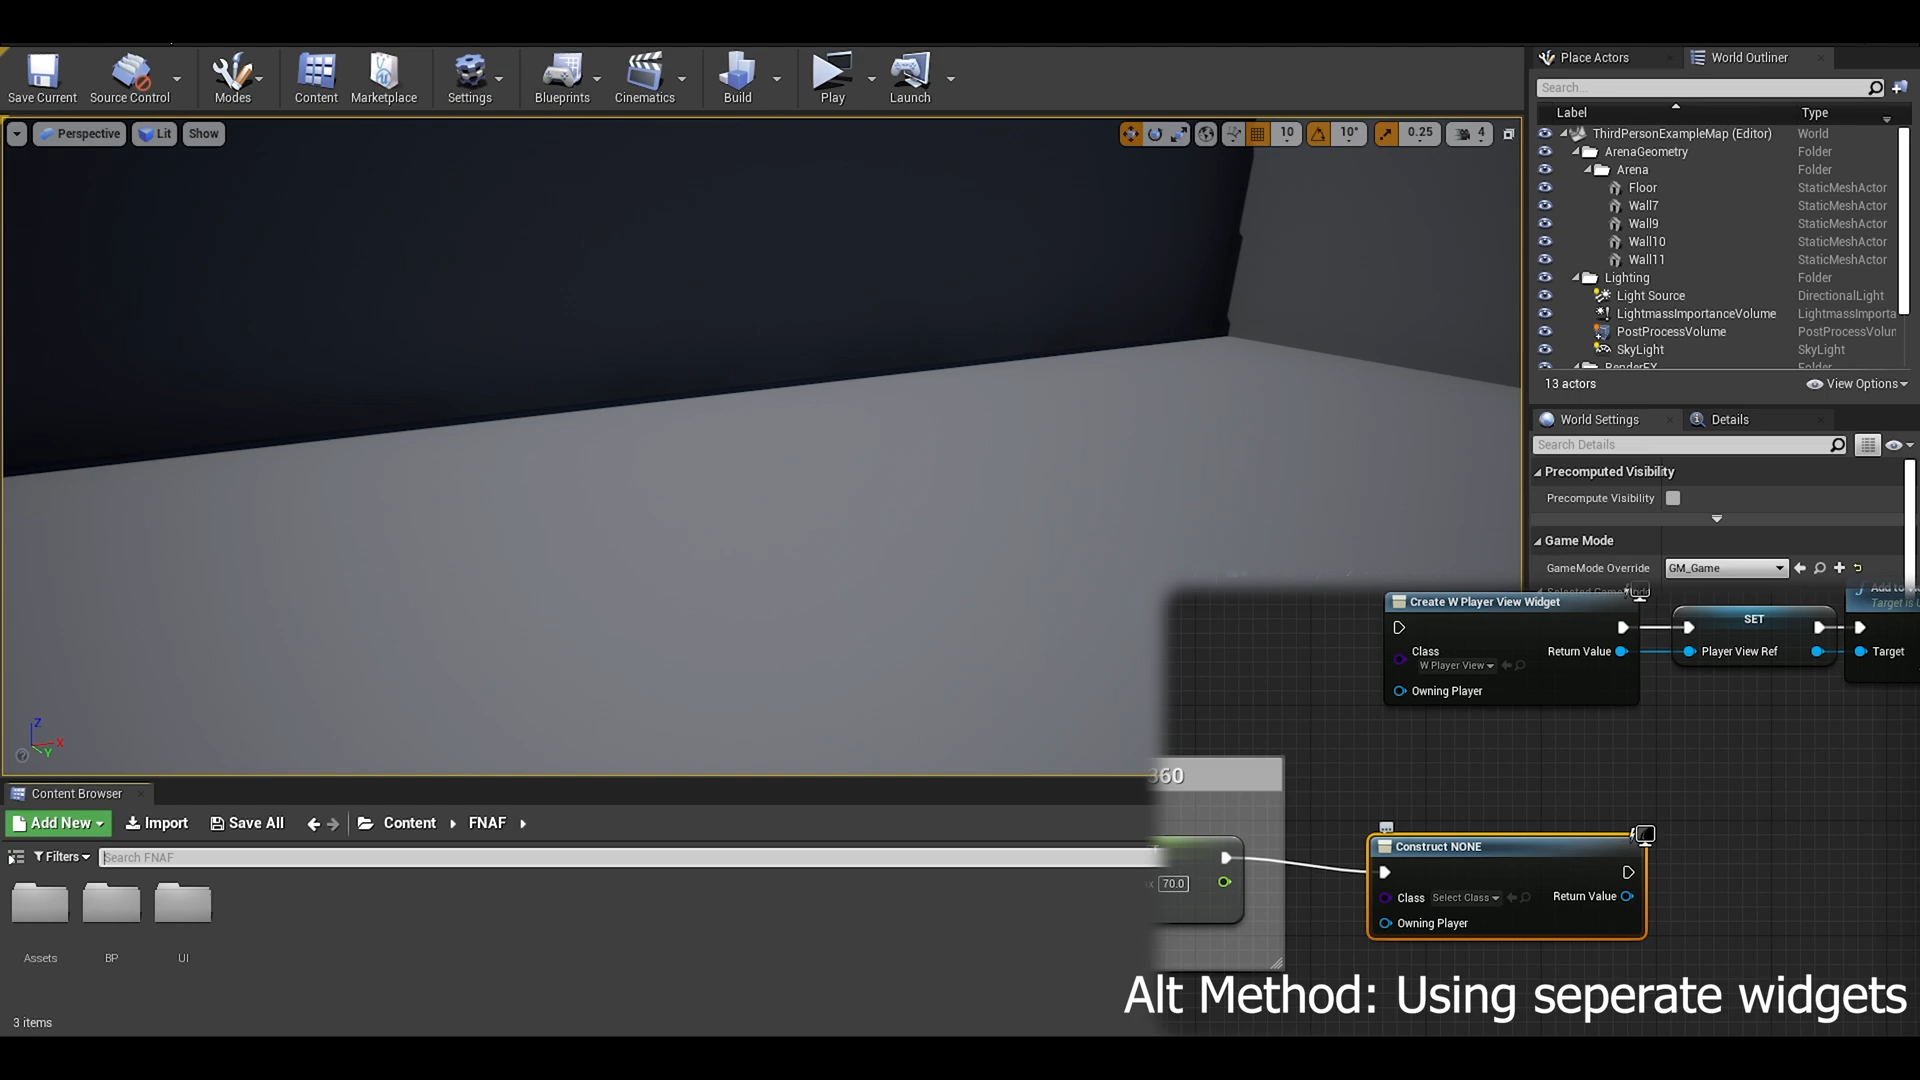 Save Current
Source Control
Modes
Content
Marketplace
Settings
Blueprints
Cinematics
Build
Play
Launch
Perspective
Lit
Show
10
10°
0.25
4
Z
X
Y
Place Actors
World Outliner
Search...
Label
Type
ThirdPersonExampleMap (Editor)
World
ArenaGeometry
Folder
Arena
Folder
Floor
StaticMeshActor
Wall7
StaticMeshActor
Wall9
StaticMeshActor
Wall10
StaticMeshActor
Wall11
StaticMeshActor
Lighting
Folder
Light Source
DirectionalLight
LightmassImportanceVolume
LightmassImporta
PostProcessVolume
PostProcessVolun
SkyLight
SkyLight
RenderFX
Folder
13 actors
View Options
World Settings
Details
Search Details
Precomputed Visibility
Precompute Visibility
Game Mode
GameMode Override
GM_Game
Create W Player View Widget
Class
W Player View
Return Value
Owning Player
SET
Player View Ref
Target
360
70.0
Construct NONE
Class
Select Class
Return Value
Owning Player
Content Browser
Add New
Import
Save All
Content
FNAF
Filters
Search FNAF
Assets
BP
UI
3 items
Alt Method: Using seperate widgets